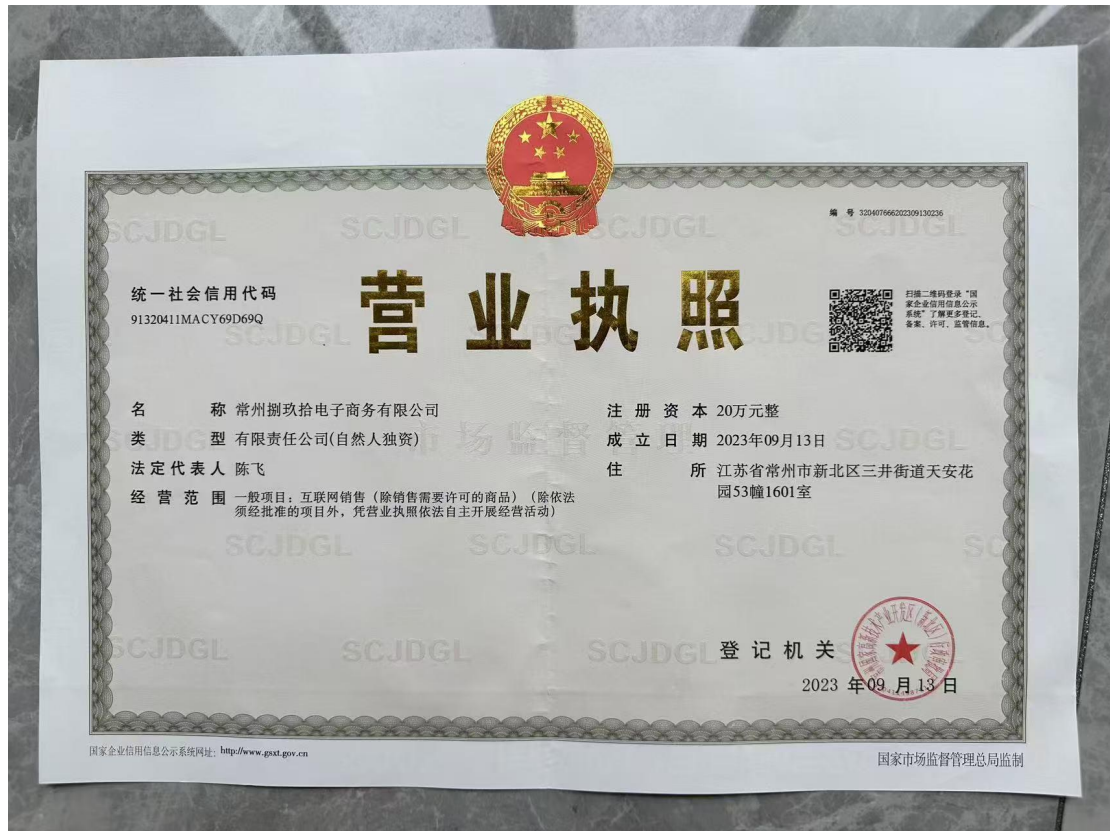 编 号 320407666202309130236
统一社会信用代码
91320411MACY69D69Q
营业执照
扫描二维码登录“国
家企业信用信息公示
系统”了解更多登记、
备案、许可、监管信息。
名 称 常州捌玖拾电子商务有限公司
类 型 有限责任公司(自然人独资)
法定代表人 陈飞
经营范围 一般项目：互联网销售（除销售需要许可的商品）（除依法
须经批准的项目外，凭营业执照依法自主开展经营活动）
注册资本 20万元整
成立日期 2023年09月13日
住 所 江苏省常州市新北区三井街道天安花
园53幢1601室
SCJDGL
市场监督管理
登记机关
2023 年09 月13 日
国家企业信用信息公示系统网址：http://www.gsxt.gov.cn
国家市场监督管理总局监制